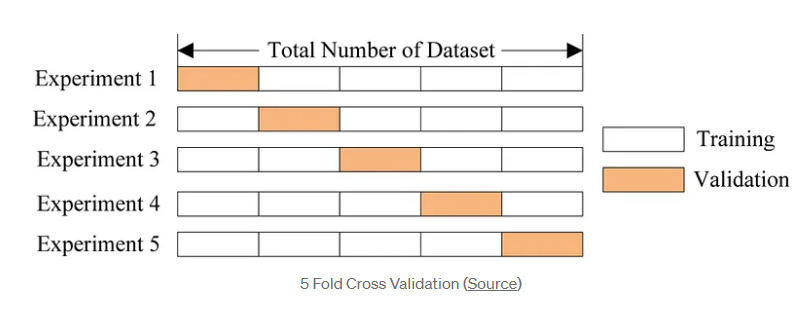 Total Number of Dataset
Experiment 1
Experiment 2
Experiment 3
Experiment 4
Experiment 5
Training
Validation
5 Fold Cross Validation (Source)